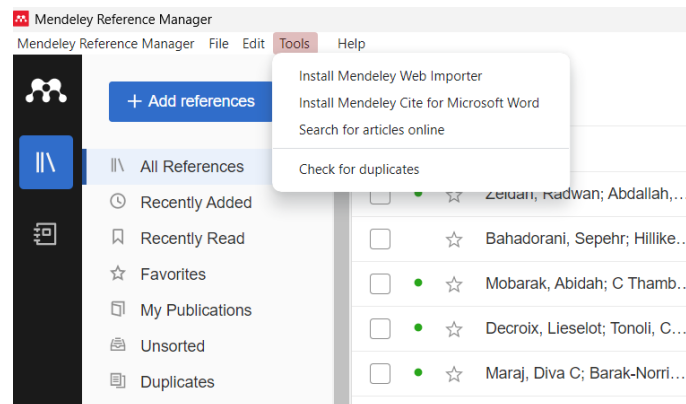 Mendeley Reference Manager
Mendeley Reference Manager File Edit Tools Help
Install Mendeley Web Importer
Install Mendeley Cite for Microsoft Word
Search for articles online
Check for duplicates
+ Add references
All References
Recently Added
Recently Read
Favorites
My Publications
Unsorted
Duplicates
Zeidan, Radwan; Abdallah,...
Bahadorani, Sepehr; Hillike...
Mobarak, Abidah; C Thamb...
Decroix, Lieselot; Tonoli, C...
Maraj, Diva C; Barak-Norri...